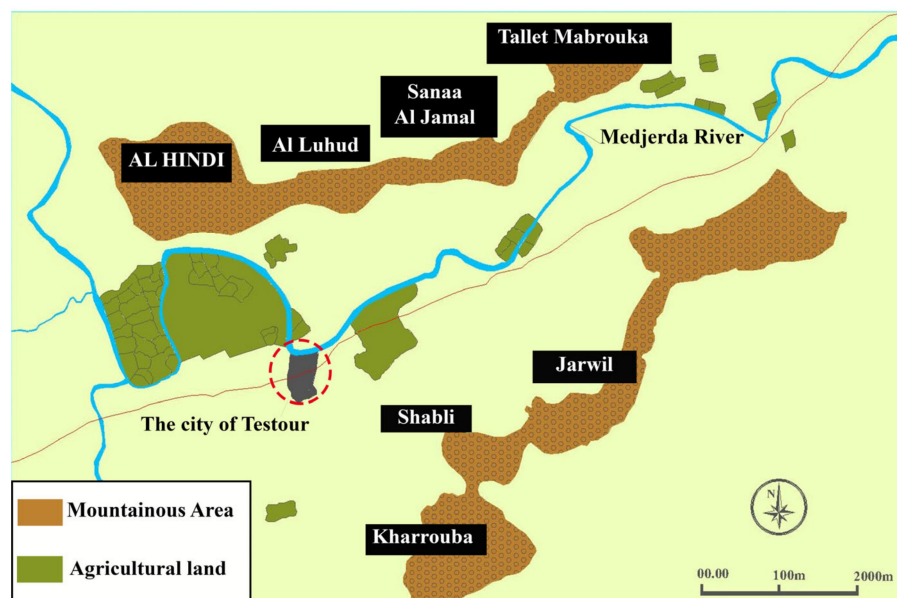 Tallet Mabrouka
Sanaa
Al Jamal
Al Luhud
AL HINDI
Medjerda River
Jarwil
Shabli
The city of Testour
Kharrouba
Mountainous Area
Agricultural land
N
00.00 100m 2000m